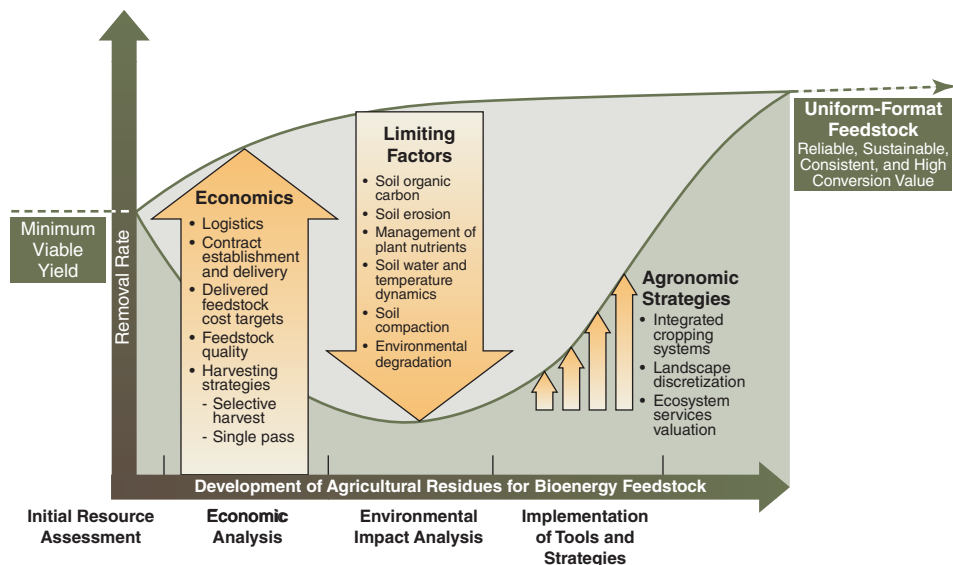 Minimum
Viable
Yield
Removal Rate
Economics
• Logistics
• Contract
establishment
and delivery
• Delivered
feedstock
cost targets
• Feedstock
quality
• Harvesting
strategies
- Selective
harvest
- Single pass
Limiting
Factors
• Soil organic
carbon
• Soil erosion
• Management of
plant nutrients
• Soil water and
temperature
dynamics
• Soil
compaction
• Environmental
degradation
Agronomic
Strategies
• Integrated
cropping
systems
• Landscape
discretization
• Ecosystem
services
valuation
Uniform-Format
Feedstock
Reliable, Sustainable,
Consistent, and High
Conversion Value
Development of Agricultural Residues for Bioenergy Feedstock
Initial Resource
Assessment
Economic
Analysis
Environmental
Impact Analysis
Implementation
of Tools and
Strategies